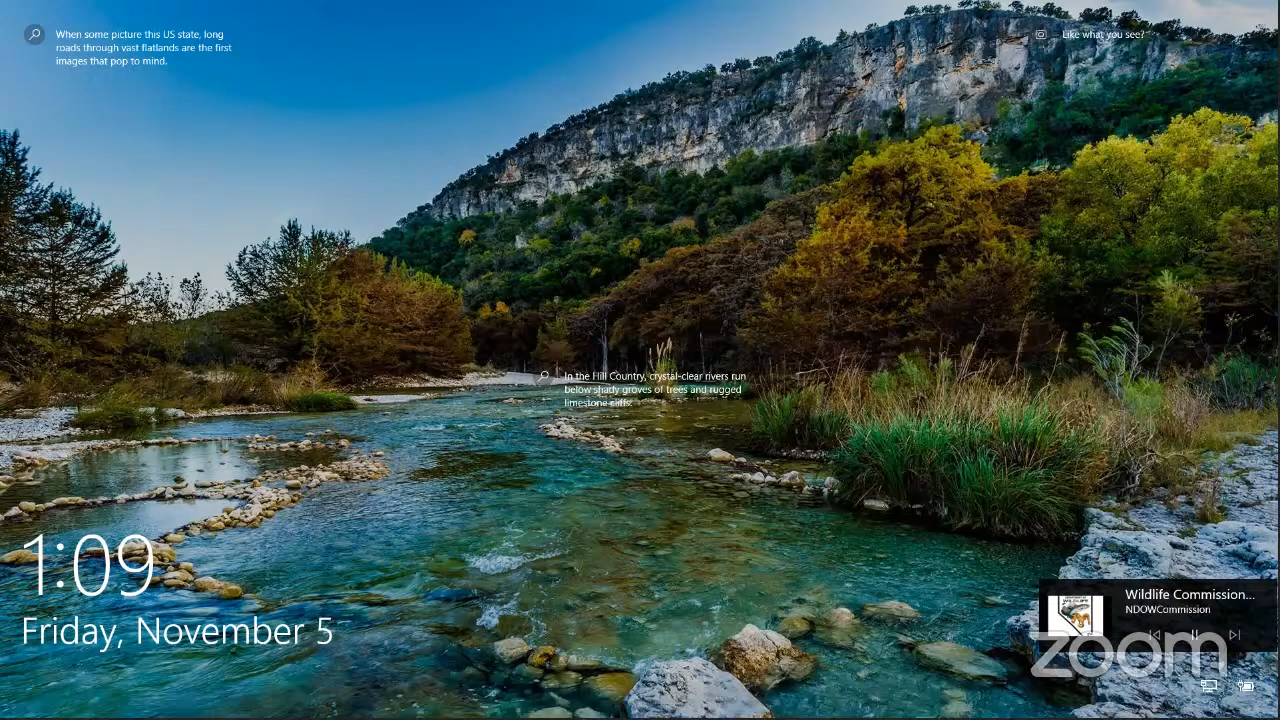 When some picture this US state, long
roads through vast flatlands are the first
images that pop to mind.
Like what you see?
In the Hill Country, crystal-clear rivers run
below shady groves of trees and rugged
limestone cliffs.
1:09
Friday, November 5
Wildlife Commission...
NDOWCommission
zoom